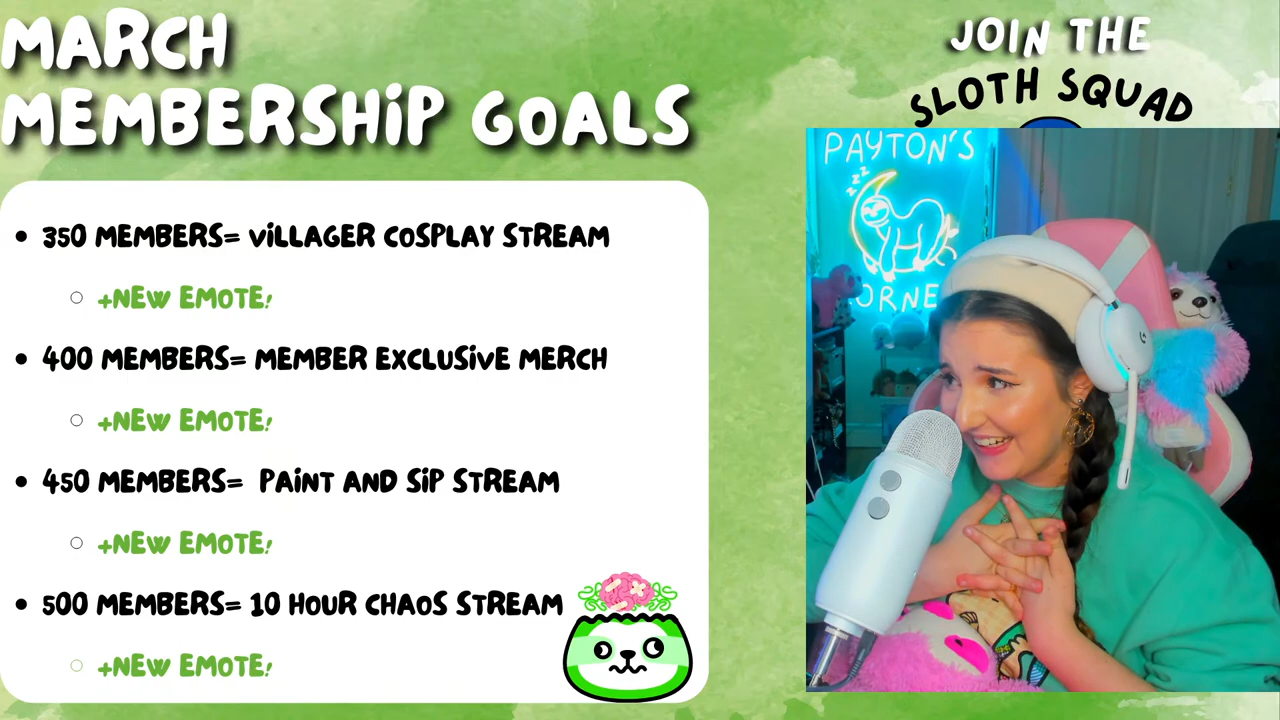 MARCH
MEMBERSHIP GOALS
JOIN THE
SLOTH SQUAD
350 MEMBERS= VILLAGER COSPLAY STREAM
+NEW EMOTE!
400 MEMBERS= MEMBER EXCLUSIVE MERCH
+NEW EMOTE!
450 MEMBERS= PAINT AND SIP STREAM
+NEW EMOTE!
500 MEMBERS= 10 HOUR CHAOS STREAM
+NEW EMOTE!
PAYTON'S
zzz
ORNE